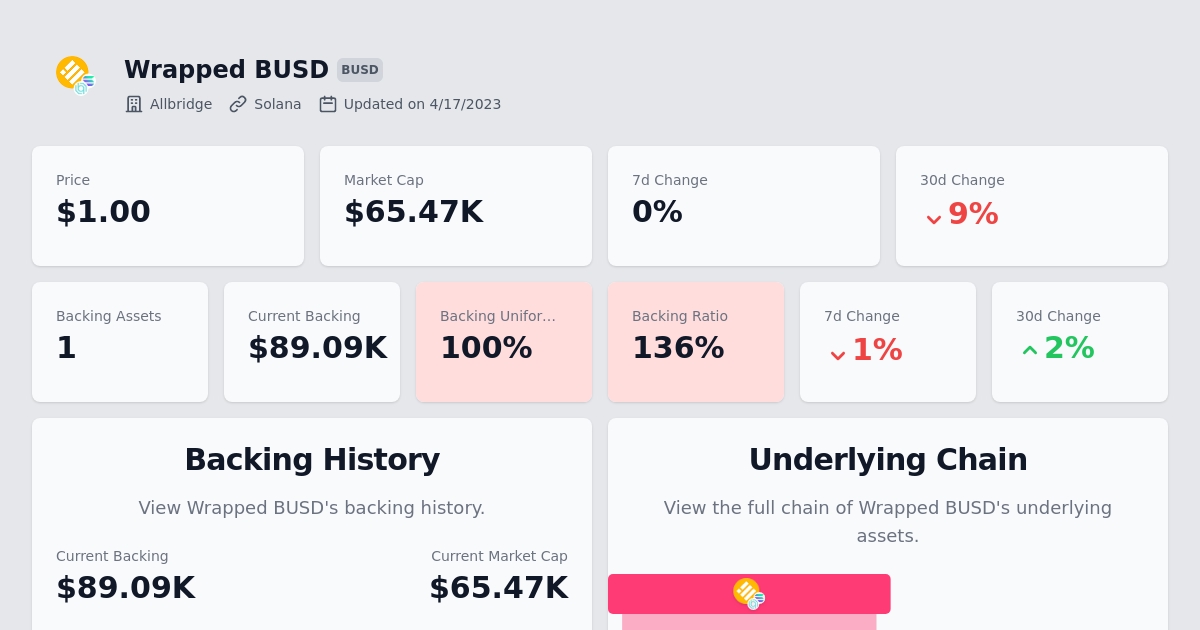 Wrapped BUSD BUSD
Allbridge Solana Updated on 4/17/2023
Price
$1.00
Market Cap
$65.47K
7d Change
0%
30d Change
9%
Backing Assets
1
Current Backing
$89.09K
Backing Unifor...
100%
Backing Ratio
136%
7d Change
1%
30d Change
2%
Backing History
View Wrapped BUSD's backing history.
Current Backing
$89.09K
Current Market Cap
$65.47K
Underlying Chain
View the full chain of Wrapped BUSD's underlying
assets.